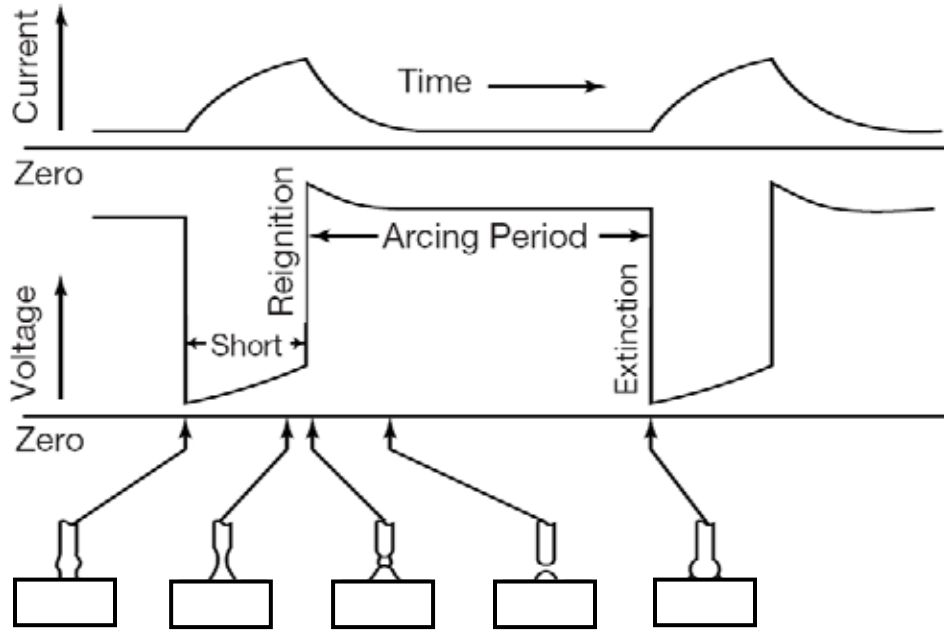 Current
Time
Zero
Reignition
Arcing Period
Voltage
Short
Extinction
Zero